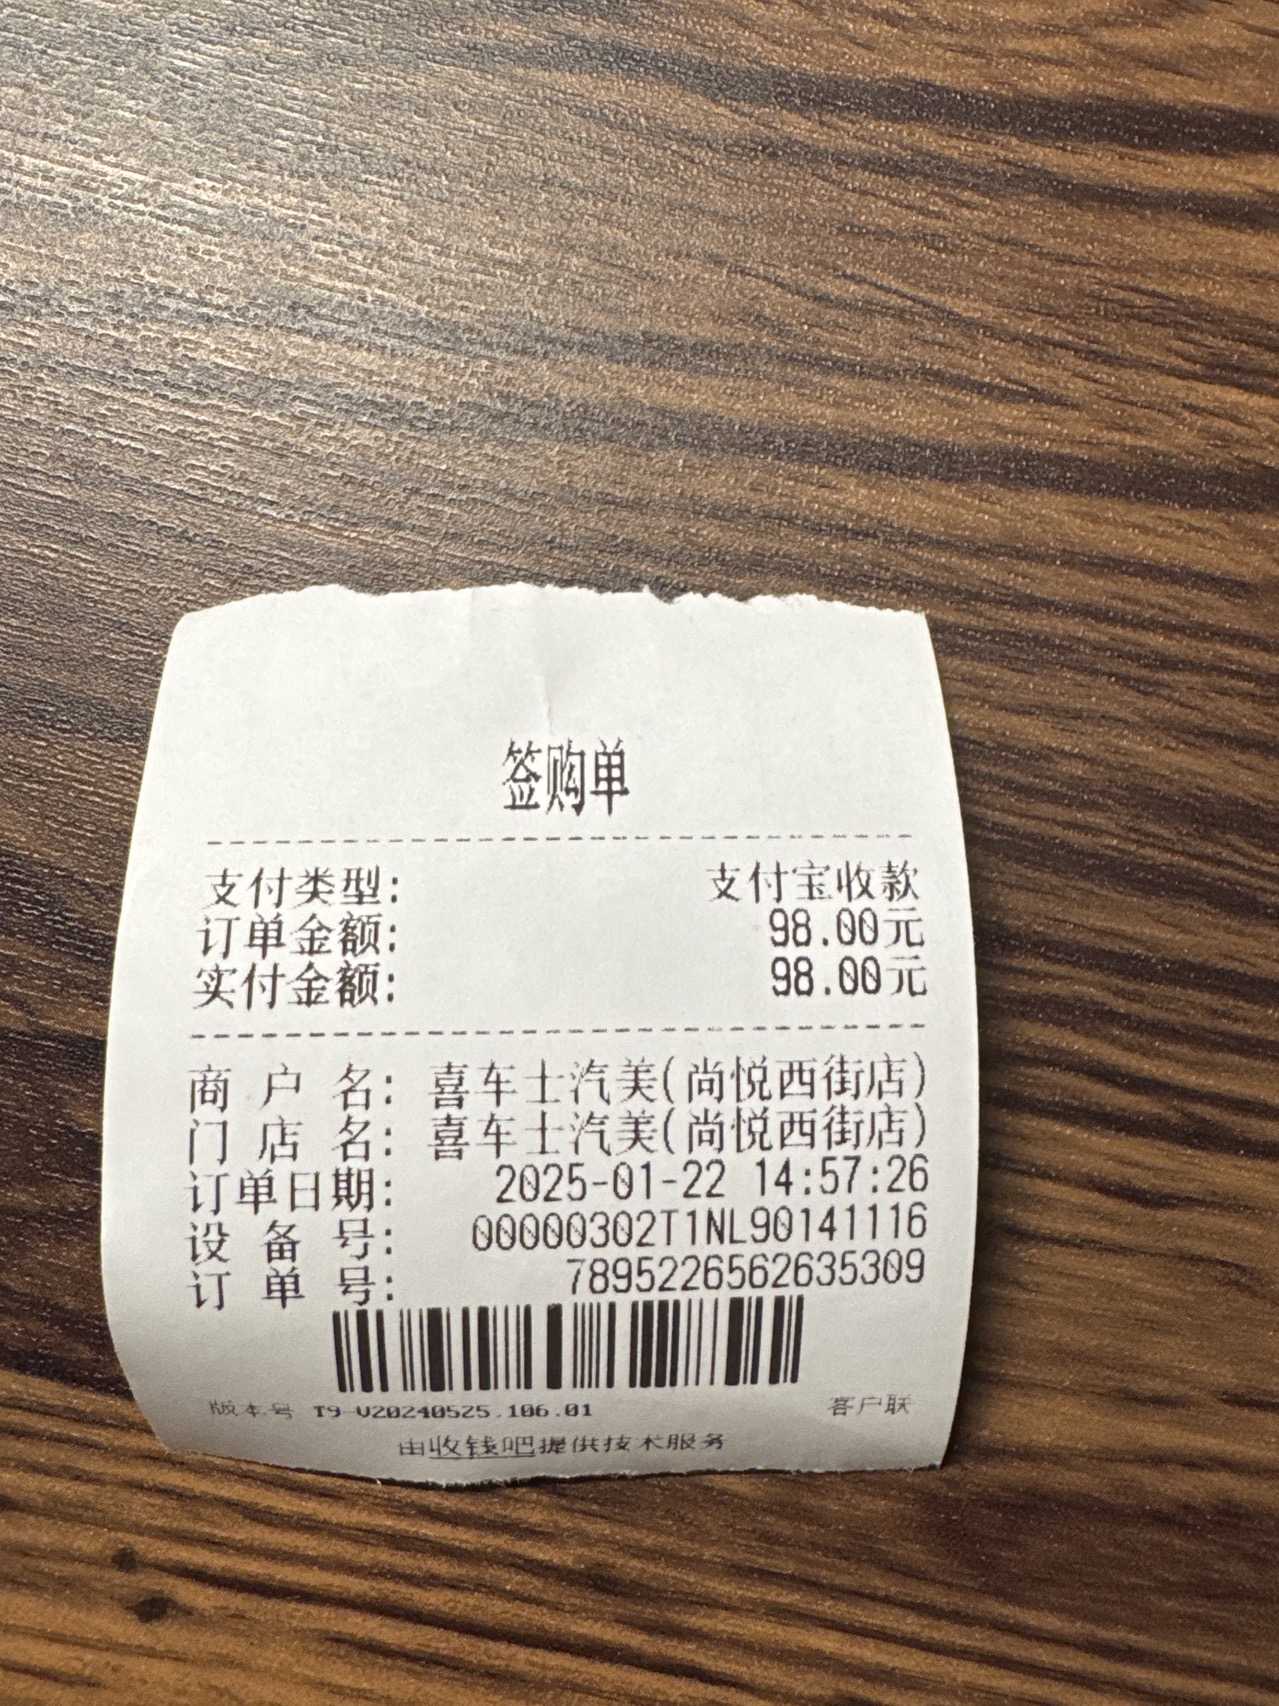 签购单
支付类型: 支付宝收款
订单金额: 98.00元
实付金额: 98.00元
商户名: 喜车士汽美(尚悦西街店)
门店名: 喜车士汽美(尚悦西街店)
订单日期: 2025-01-22 14:57:26
设备号: 00000302T1NL90141116
订单号: 7895226562635309
版本号 T9-V20240525.106.01 客户联
由收钱吧提供技术服务